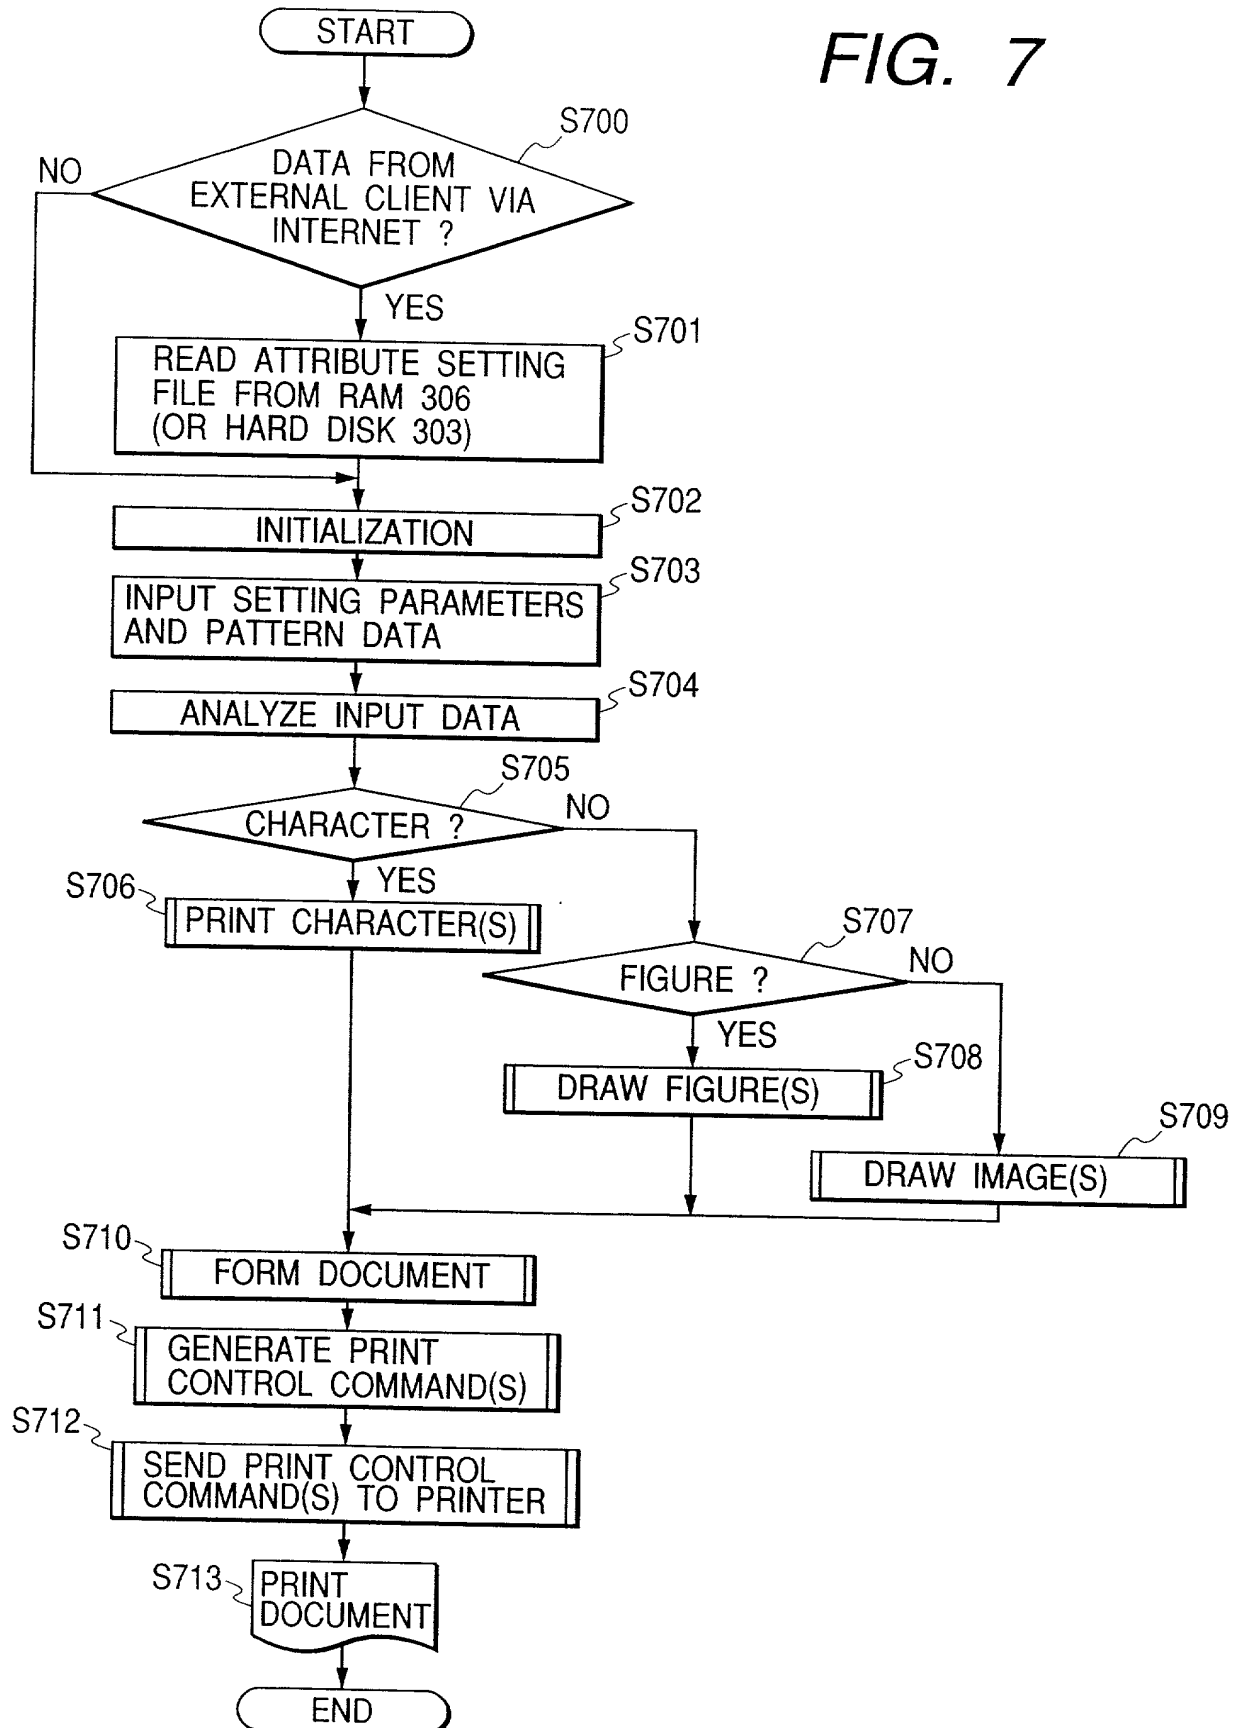 START
FIG. 7
S700
NO
DATA FROM
EXTERNAL CLIENT VIA
INTERNET ?
YES
S701
READ ATTRIBUTE SETTING
FILE FROM RAM 306
(OR HARD DISK 303)
S702
INITIALIZATION
S703
INPUT SETTING PARAMETERS
AND PATTERN DATA
S704
ANALYZE INPUT DATA
S705
NO
CHARACTER ?
YES
S706
PRINT CHARACTER(S)
S707
NO
FIGURE ?
YES
S708
DRAW FIGURE(S)
S709
DRAW IMAGE(S)
S710
FORM DOCUMENT
S711
GENERATE PRINT
CONTROL COMMAND(S)
S712
SEND PRINT CONTROL
COMMAND(S) TO PRINTER
S713
PRINT
DOCUMENT
END